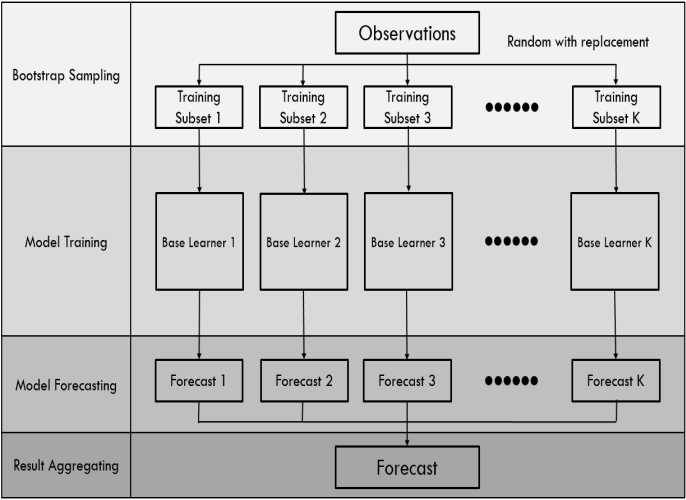 Observations
Random with replacement
Bootstrap Sampling
Training
Subset 1
Training
Subset 2
Training
Subset 3
Training
Subset K
Model Training
Base Learner 1
Base Learner 2
Base Learner 3
Base Learner K
Model Forecasting
Forecast 1
Forecast 2
Forecast 3
Forecast K
Result Aggregating
Forecast